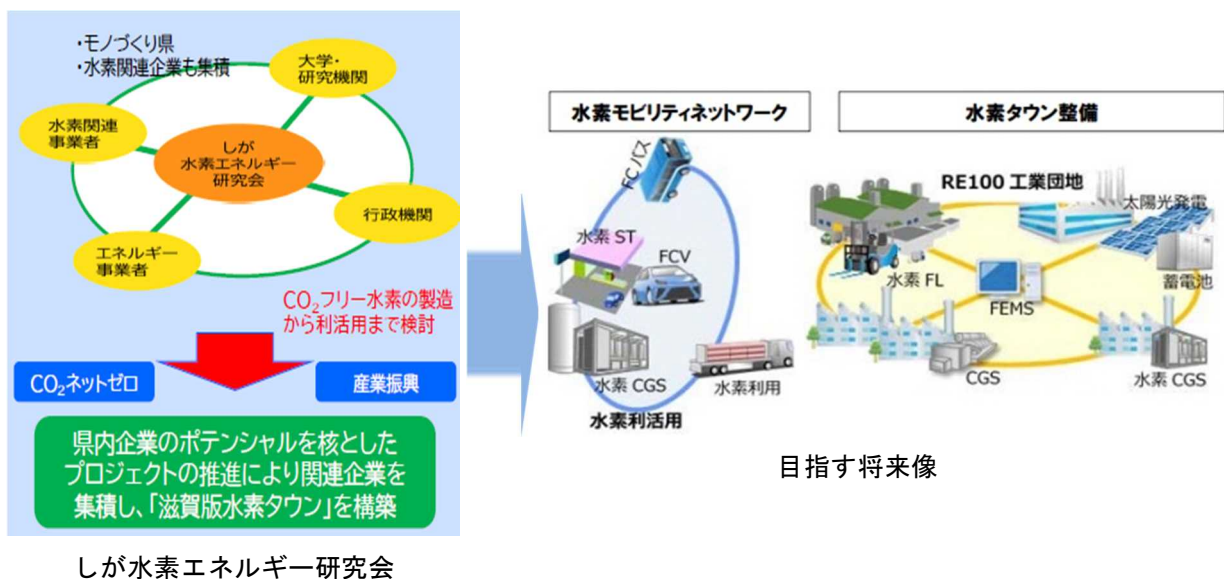 ・モノづくり県
・水素関連企業も集積
大学・
研究機関
水素関連
事業者
しが
水素エネルギー
研究会
行政機関
エネルギー
事業者
CO₂フリー水素の製造
から利活用まで検討
CO₂ネットゼロ
産業振興
県内企業のポテンシャルを核とした
プロジェクトの推進により関連企業を
集積し、「滋賀版水素タウン」を構築
しが水素エネルギー研究会
水素モビリティネットワーク
FCバス
水素 ST
FCV
水素 CGS
水素利用
水素利活用
水素タウン整備
RE100 工業団地
太陽光発電
水素 FL
蓄電池
FEMS
CGS
水素 CGS
目指す将来像